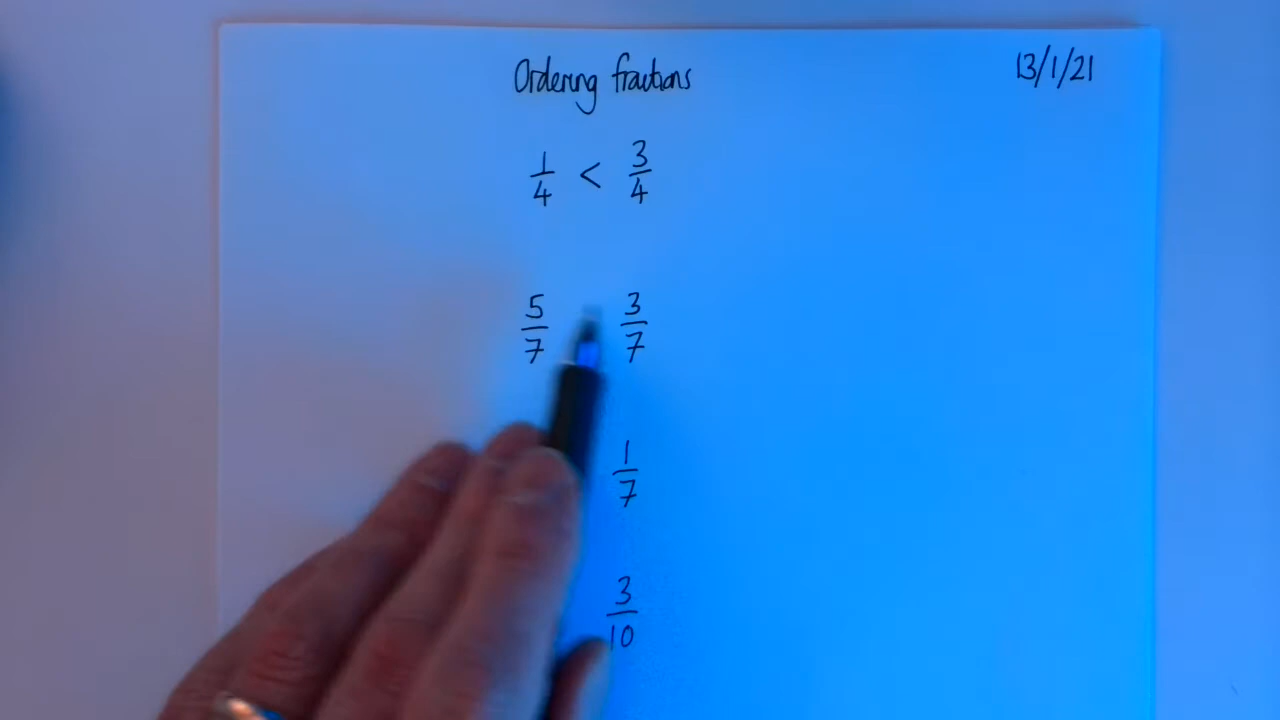 Ordering fractions 13/1/21
1/4 < 3/4
5/7 3/7
1/7
3/10